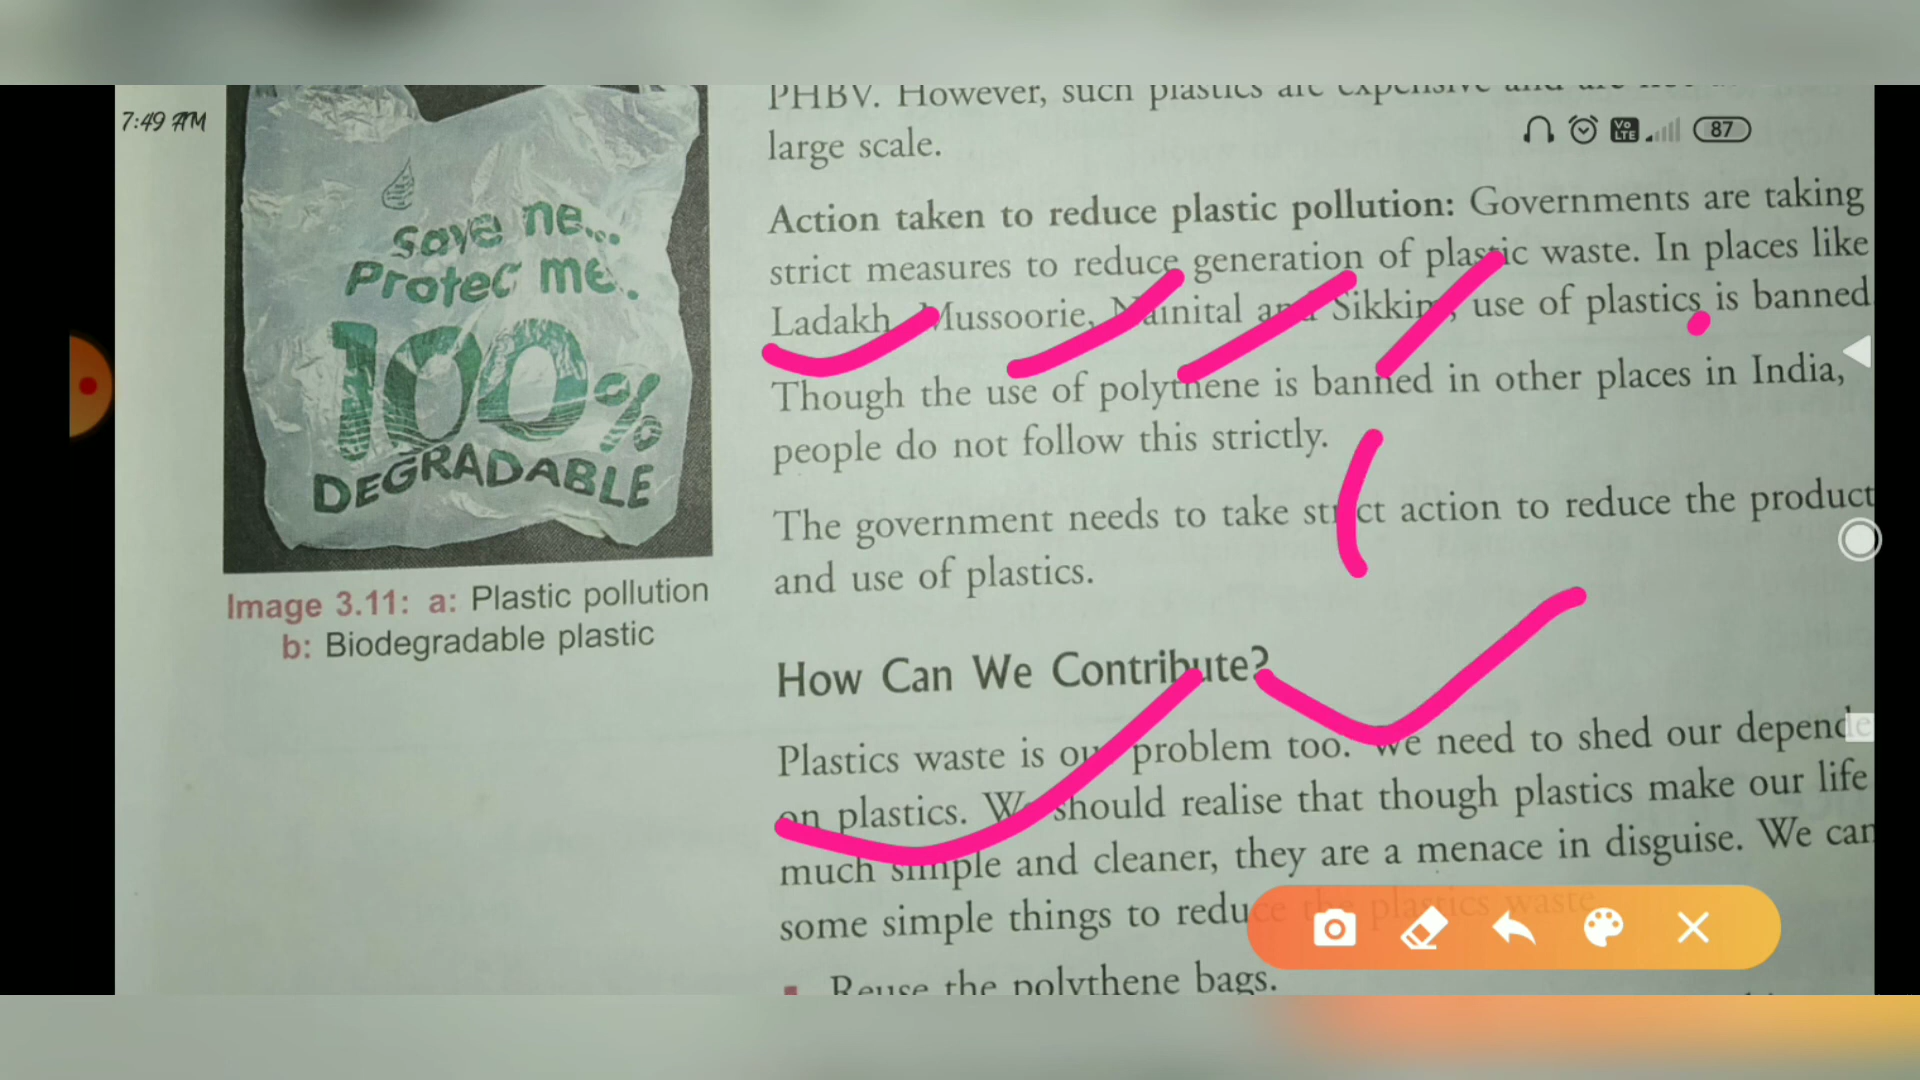 PHBV. However, such plastics are expensive and are not
7:49 AM
Vo LTE 87
large scale.
Action taken to reduce plastic pollution: Governments are taking
strict measures to reduce generation of plastic waste. In places like
Ladakh, Mussoorie, Nainital and Sikkim, use of plastics is banned
Though the use of polythene is banned in other places in India,
people do not follow this strictly.
The government needs to take strict action to reduce the product
and use of plastics.
save me...
Protect me.
100%
DEGRADABLE
Image 3.11: a: Plastic pollution
b: Biodegradable plastic
How Can We Contribute?
Plastics waste is our problem too. We need to shed our depende
on plastics. We should realise that though plastics make our life
much simple and cleaner, they are a menace in disguise. We can
some simple things to reduce the plastics waste
Reuse the polythene bags.